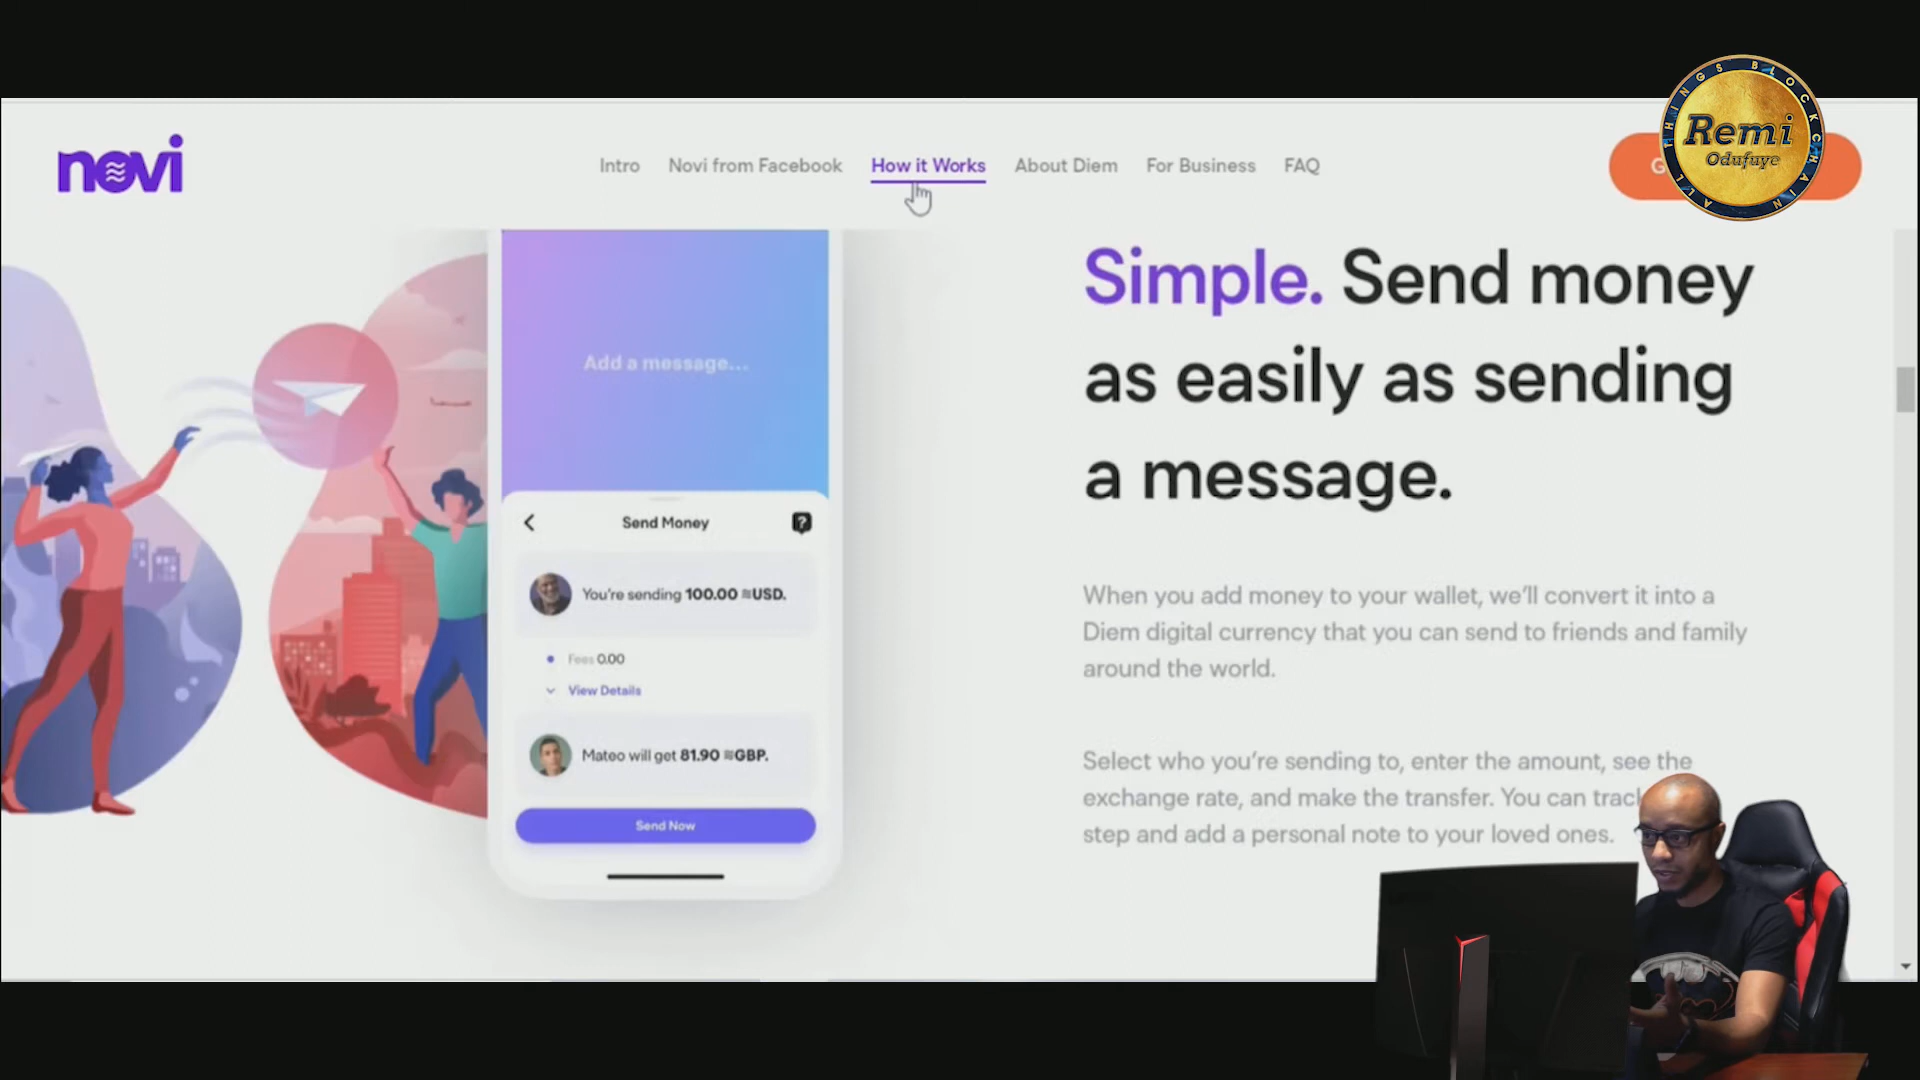 novi
Intro
Novi from Facebook
How it Works
About Diem
For Business
FAQ
G
ALL THINGS BLOCKCHAIN
Remi
Odufuye
Simple. Send money
as easily as sending
a message.
When you add money to your wallet, we'll convert it into a
Diem digital currency that you can send to friends and family
around the world.
Select who you're sending to, enter the amount, see the
exchange rate, and make the transfer. You can track
step and add a personal note to your loved ones.
Add a message...
Send Money
?
You're sending 100.00 ≋USD.
Fees 0.00
View Details
Mateo will get 81.90 ≋GBP.
Send Now